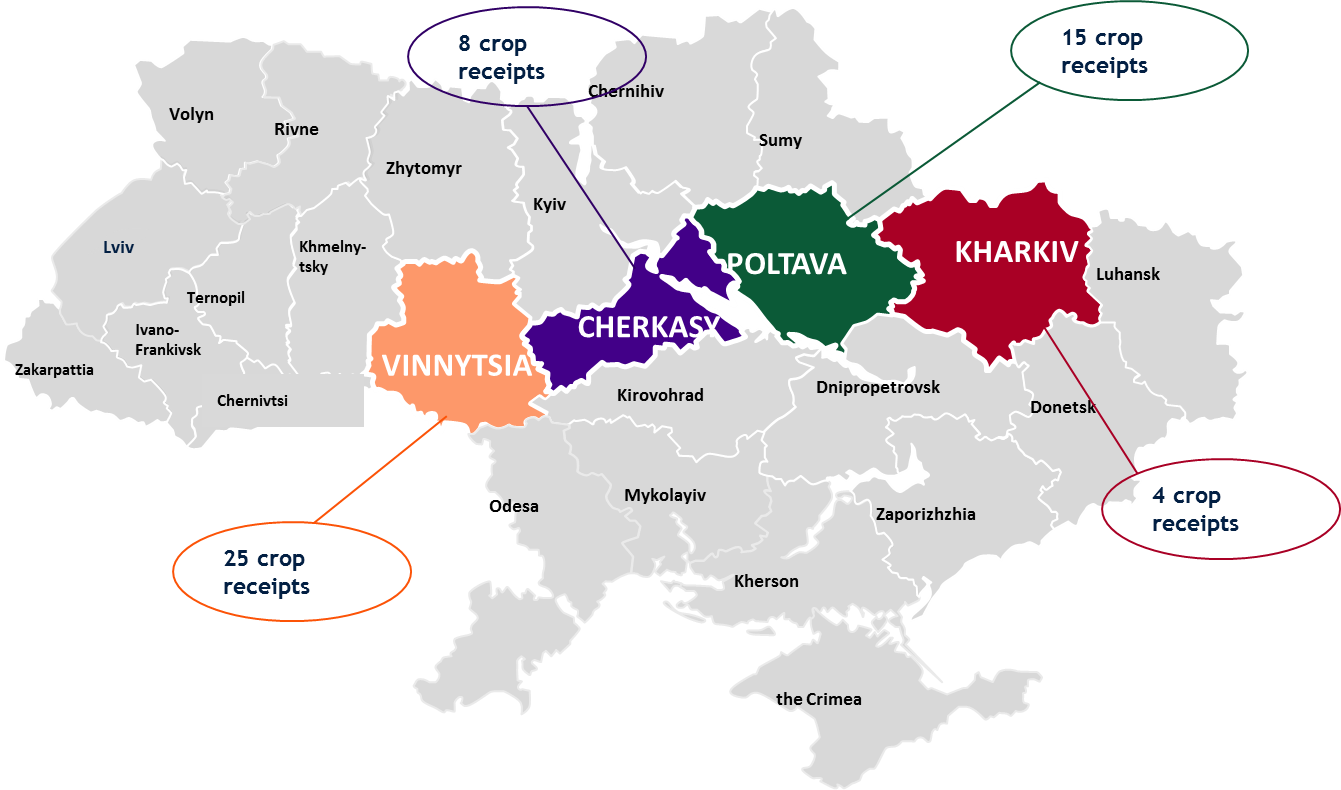 8 crop
receipts
15 crop
receipts
Chernihiv
Volyn
Rivne
Sumy
Zhytomyr
Kyiv
Lviv
Khmelny-
tsky
POLTAVA
KHARKIV
Luhansk
Ternopil
Ivano-
Frankivsk
CHERKASY
VINNYTSIA
Zakarpattia
Chernivtsi
Kirovohrad
Dnipropetrovsk
Donetsk
Odesa
Mykolayiv
Zaporizhzhia
4 crop
receipts
25 crop
receipts
Kherson
the Crimea